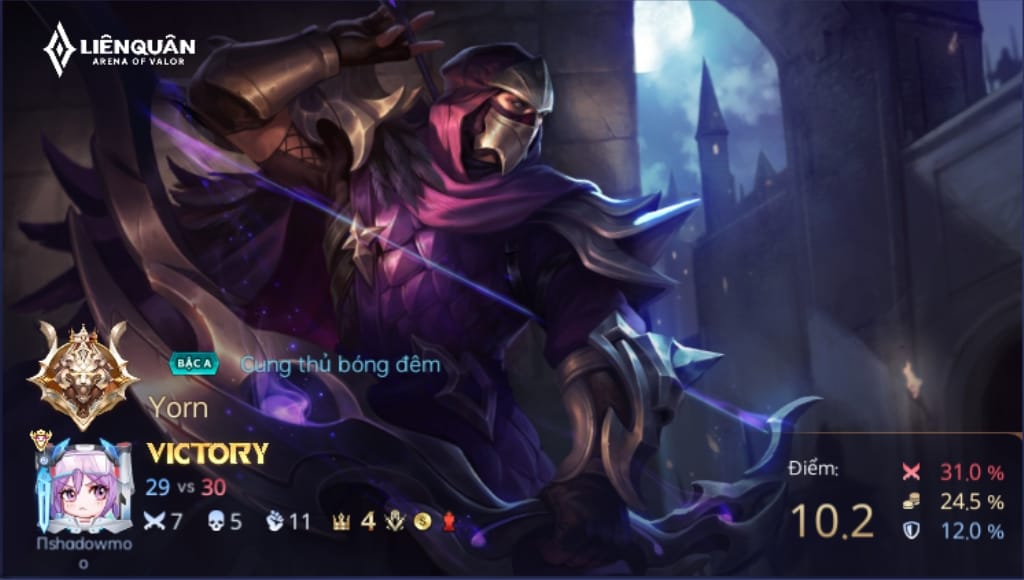 LIÊNQUÂN
ARENA OF VALOR
BẬC A Cung thủ bóng đêm
Yorn
VICTORY
29 vs 30
7 5 11 4
Пshadowmo
o
Điểm:
10.2
31.0 %
24.5 %
12.0 %